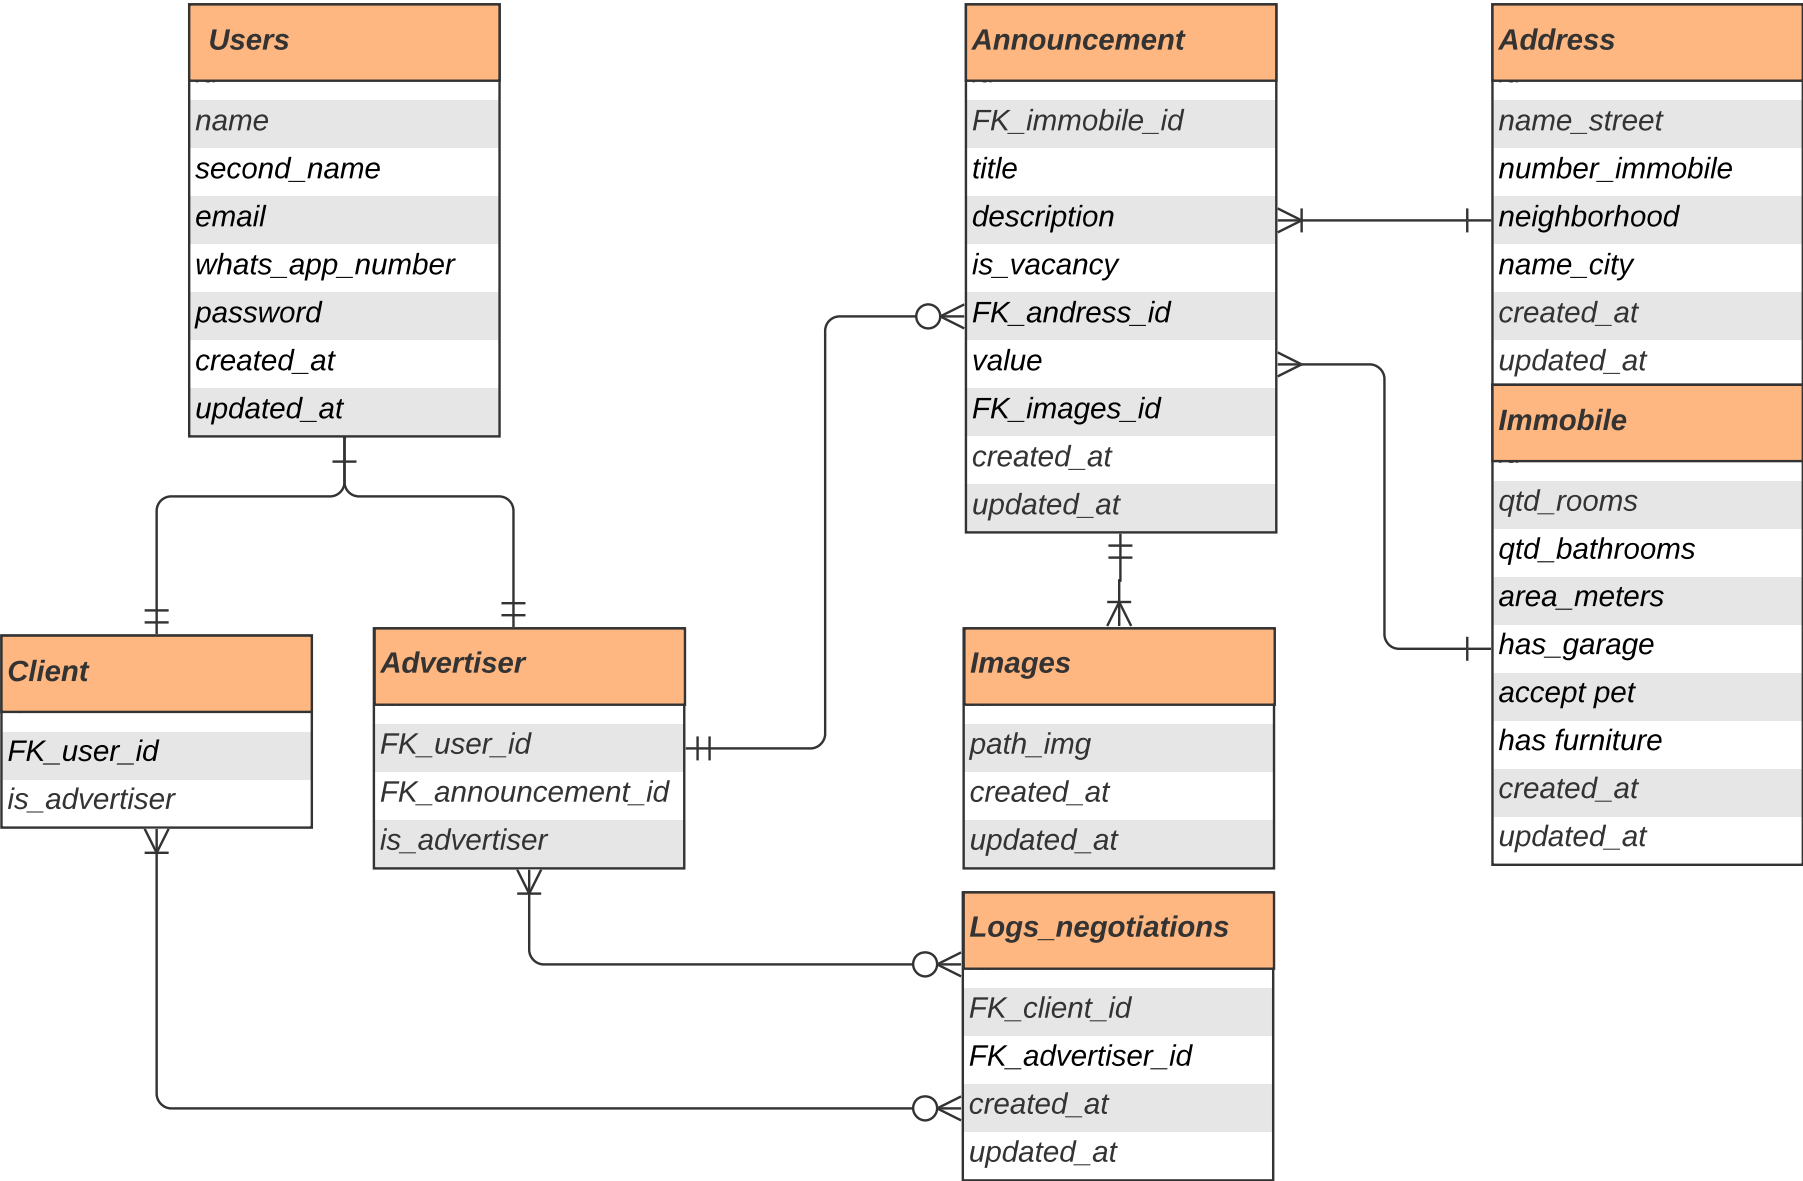 Users
name
second_name
email
whats_app_number
password
created_at
updated_at
Announcement
FK_immobile_id
title
description
is_vacancy
FK_andress_id
value
FK_images_id
created_at
updated_at
Address
name_street
number_immobile
neighborhood
name_city
created_at
updated_at
Immobile
qtd_rooms
qtd_bathrooms
area_meters
has_garage
accept pet
has furniture
created_at
updated_at
Client
FK_user_id
is_advertiser
Advertiser
FK_user_id
FK_announcement_id
is_advertiser
Images
path_img
created_at
updated_at
Logs_negotiations
FK_client_id
FK_advertiser_id
created_at
updated_at